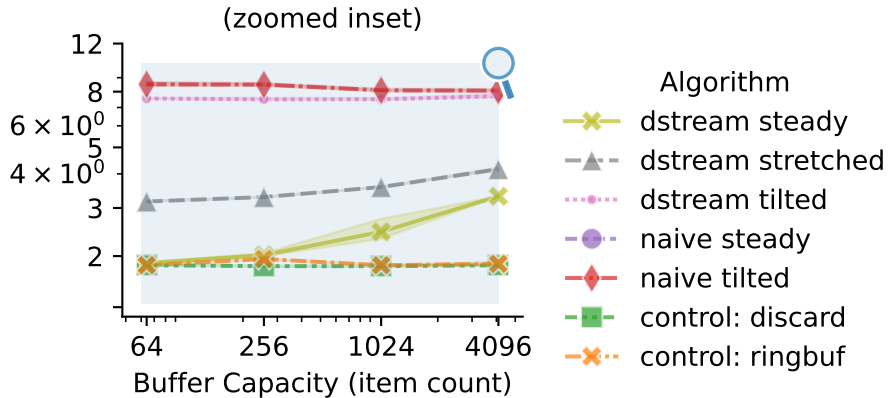 (zoomed inset)
12
8
6 × 10⁰
5
4 × 10⁰
3
2
64 256 1024 4096
Buffer Capacity (item count)
Algorithm
dstream steady
dstream stretched
dstream tilted
naive steady
naive tilted
control: discard
control: ringbuf